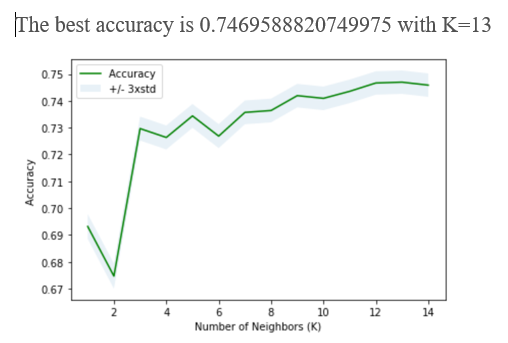 The best accuracy is 0.7469588820749975 with K=13
Accuracy
+/- 3xstd
0.75
0.74
0.73
0.72
0.71
0.70
0.69
0.68
0.67
Accuracy
2 4 6 8 10 12 14
Number of Neighbors (K)